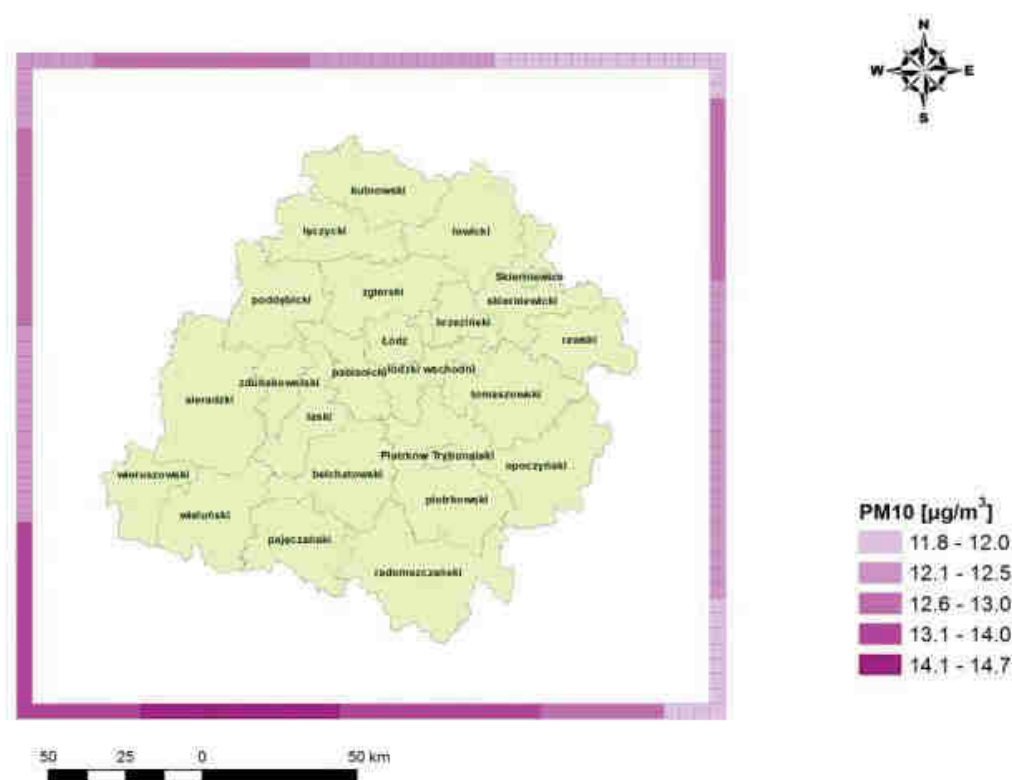 N
W E
S
kutnowski
łęczycki
łowicki
Skierniewice
poddębicki
zgierski
skierniewicki
brzeziński
Łódź
rawski
pabianicki
łódzki wschodni
zduńskowolski
sieradzki
tomaszowski
łaski
Piotrków Trybunalski
opoczyński
wieruszowski
bełchatowski
piotrkowski
wieluński
pajęczański
radomszczański
PM10 [µg/m³]
11.8 - 12.0
12.1 - 12.5
12.6 - 13.0
13.1 - 14.0
14.1 - 14.7
50 25 0 50 km